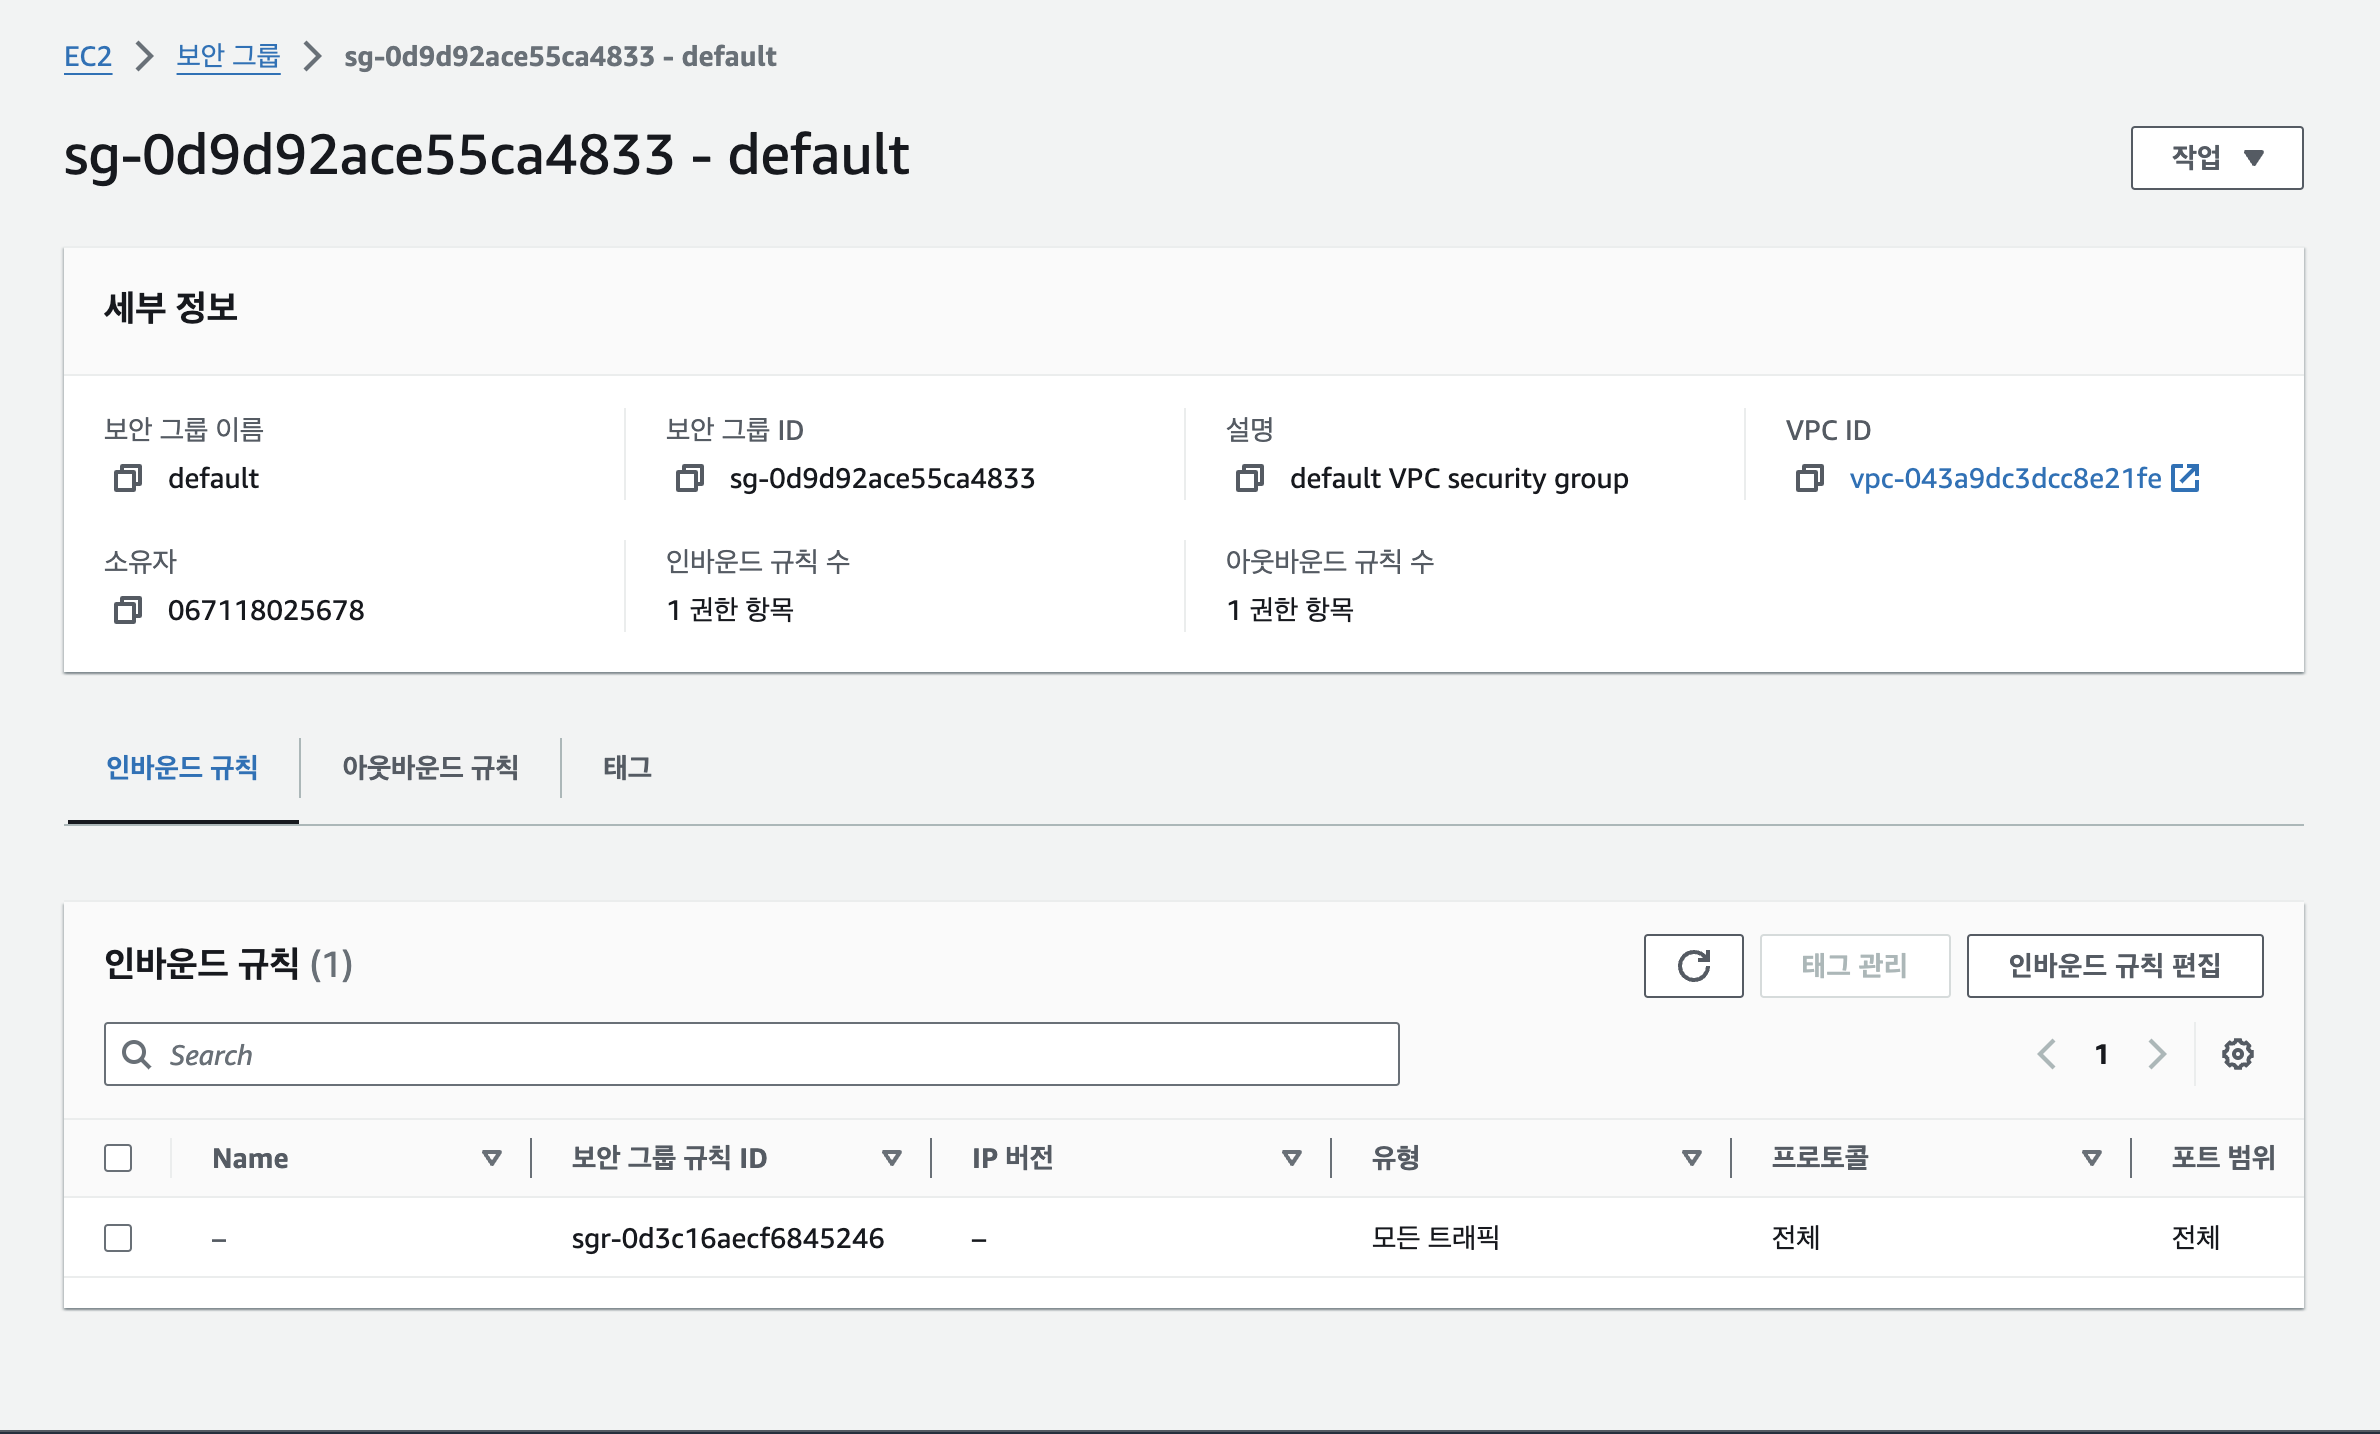 EC2 > 보안 그룹 > sg-0d9d92ace55ca4833 - default
sg-0d9d92ace55ca4833 - default
작업
세부 정보
보안 그룹 이름
default
보안 그룹 ID
sg-0d9d92ace55ca4833
설명
default VPC security group
VPC ID
vpc-043a9dc3dcc8e21fe
소유자
067118025678
인바운드 규칙 수
1 권한 항목
아웃바운드 규칙 수
1 권한 항목
인바운드 규칙 아웃바운드 규칙 태그
인바운드 규칙 (1)
태그 관리 인바운드 규칙 편집
Search
1
Name 보안 그룹 규칙 ID IP 버전 유형 프로토콜 포트 범위
– sgr-0d3c16aecf6845246 – 모든 트래픽 전체 전체